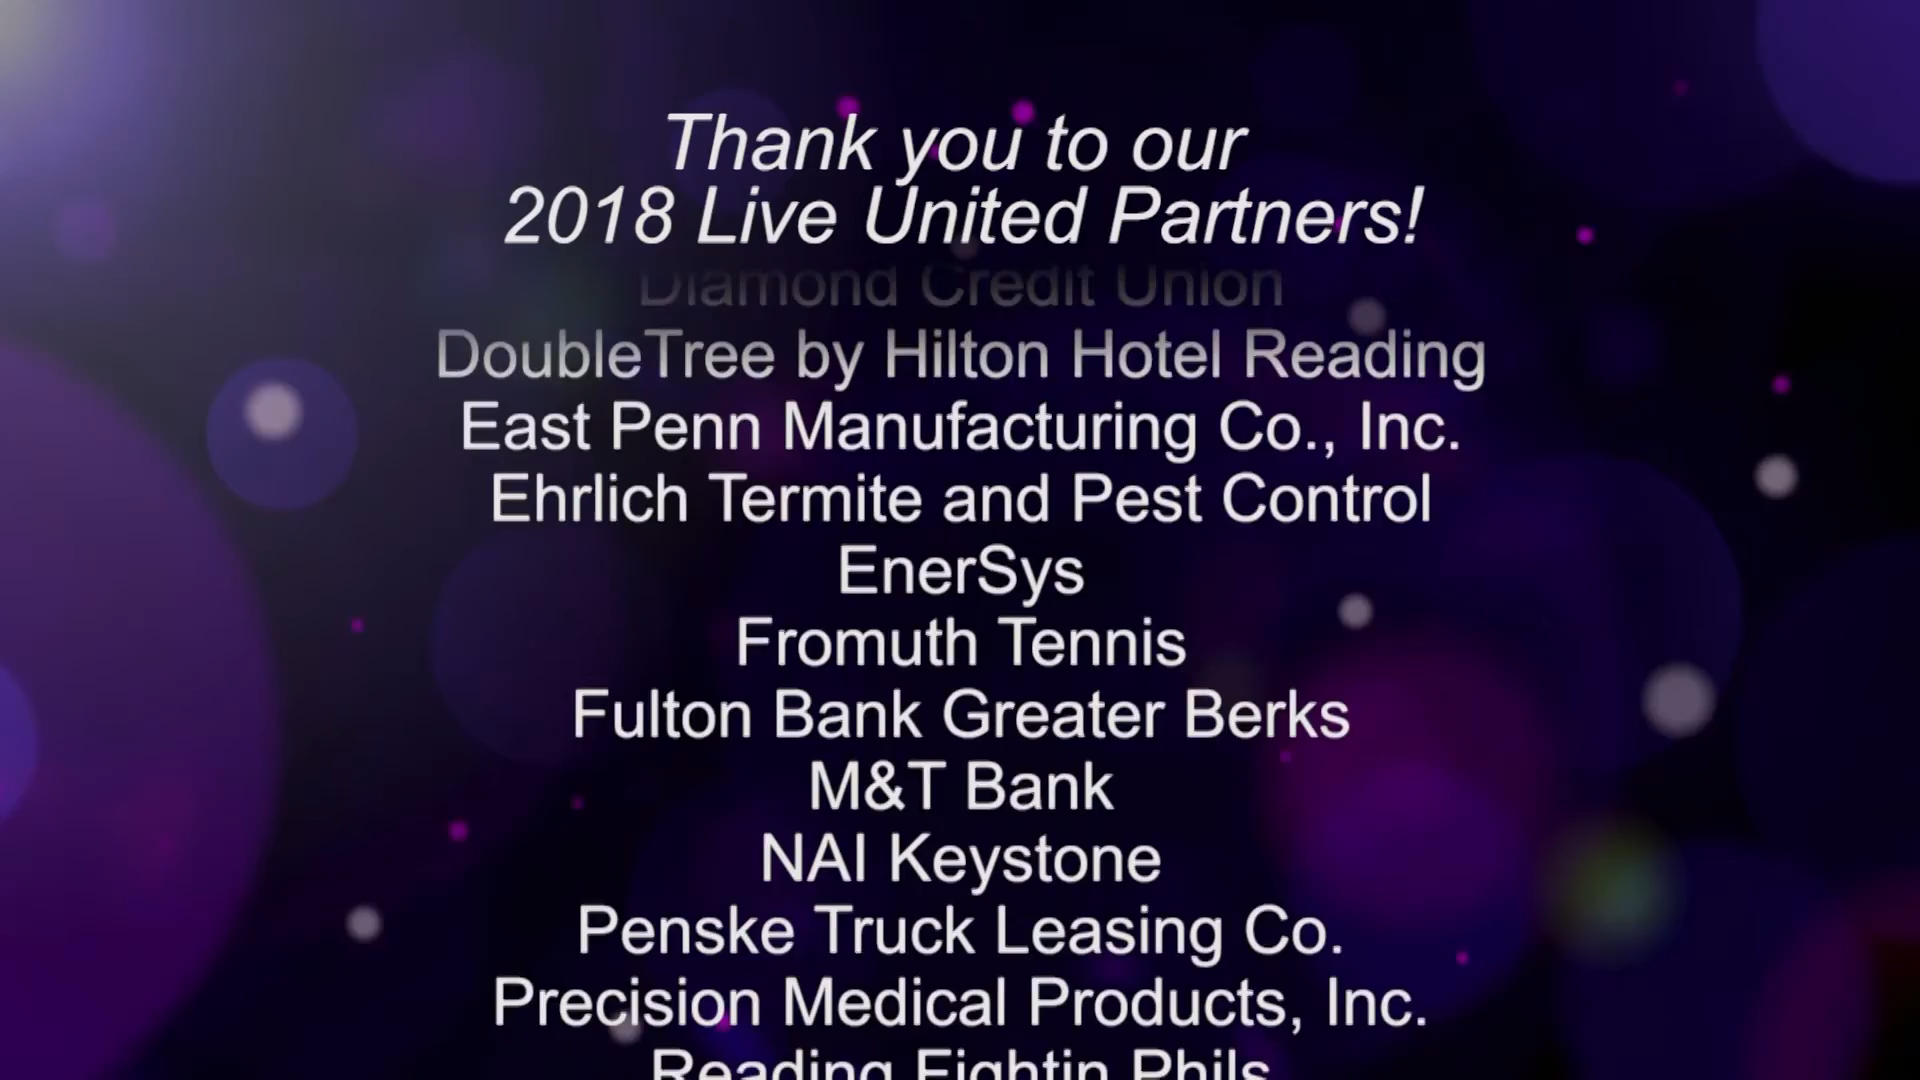 Thank you to our
2018 Live United Partners!
Diamond Credit Union
DoubleTree by Hilton Hotel Reading
East Penn Manufacturing Co., Inc.
Ehrlich Termite and Pest Control
EnerSys
Fromuth Tennis
Fulton Bank Greater Berks
M&T Bank
NAI Keystone
Penske Truck Leasing Co.
Precision Medical Products, Inc.
Reading Fightin Phils